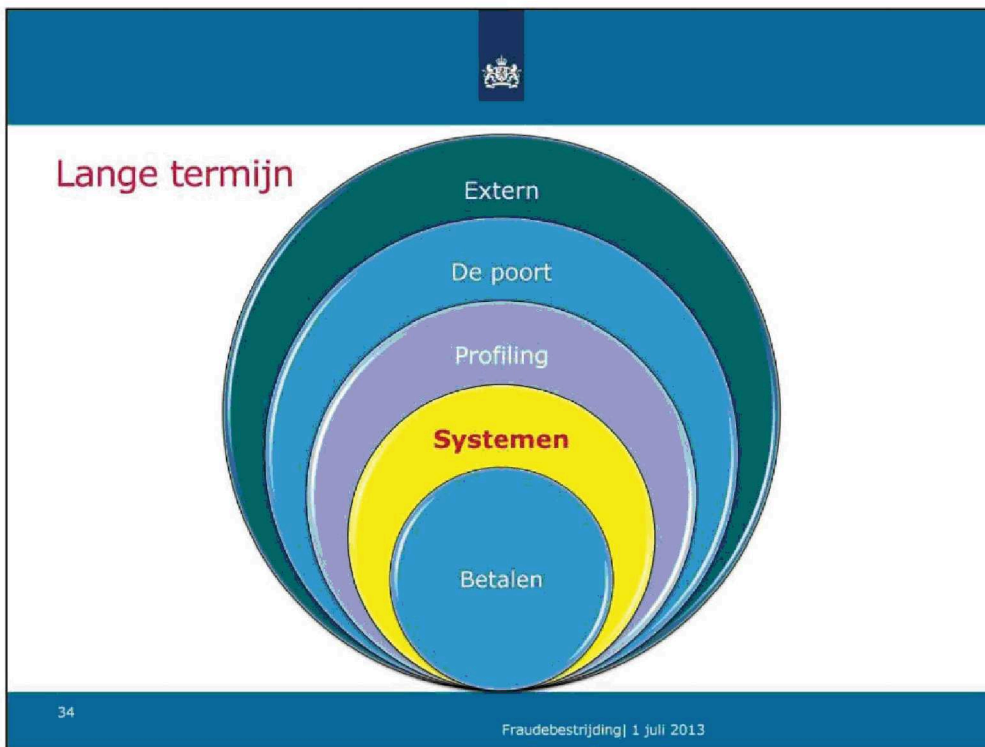 Lange termijn
Extern
De poort
Profiling
Systemen
Betalen
34
Fraudebestrijding| 1 juli 2013